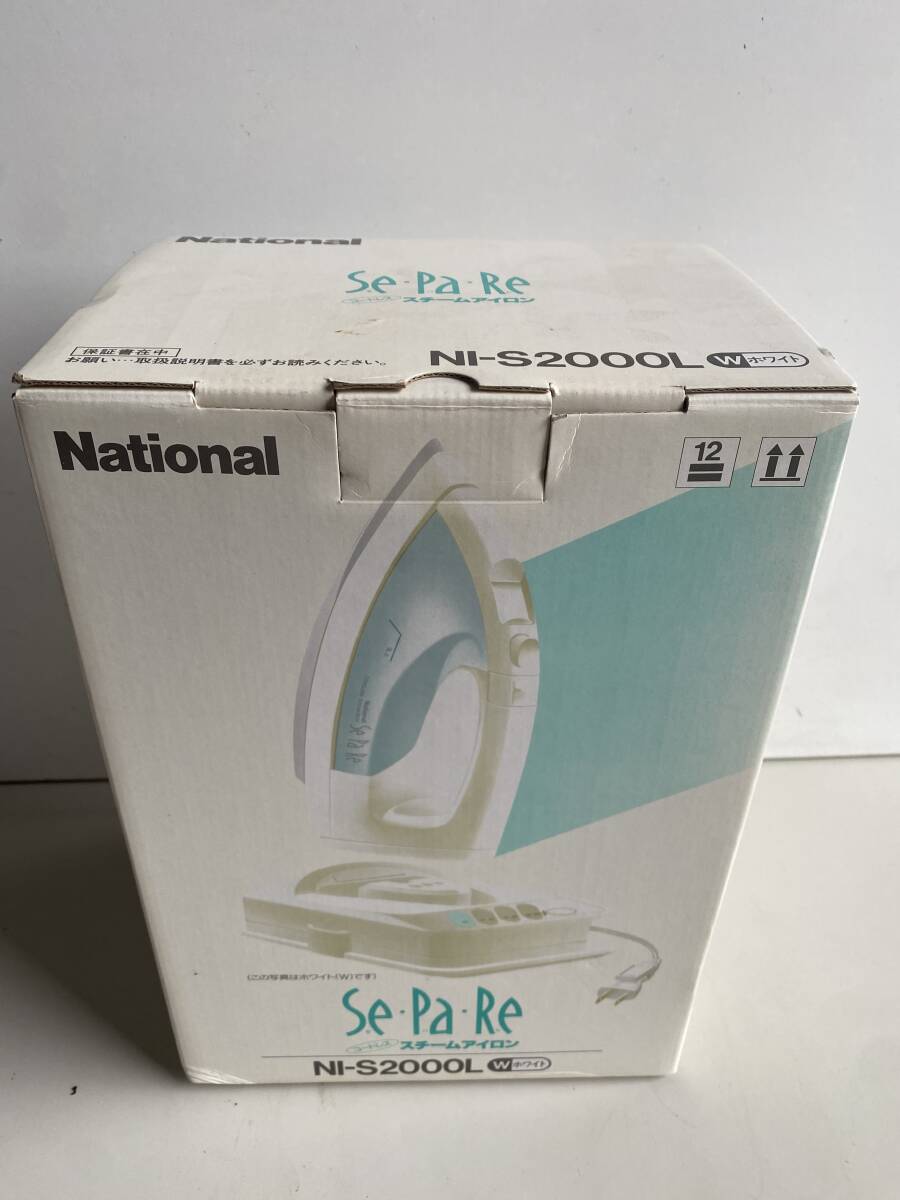 National
Se・Pa・Re
コードレス スチームアイロン
保証書在中
お願い…取扱説明書を必ずお読みください。
NI-S2000L Wホワイト
National
12
National
Se・Pa・Re
(この写真はホワイト(W)です)
Se・Pa・Re
コードレス スチームアイロン
NI-S2000L Wホワイト